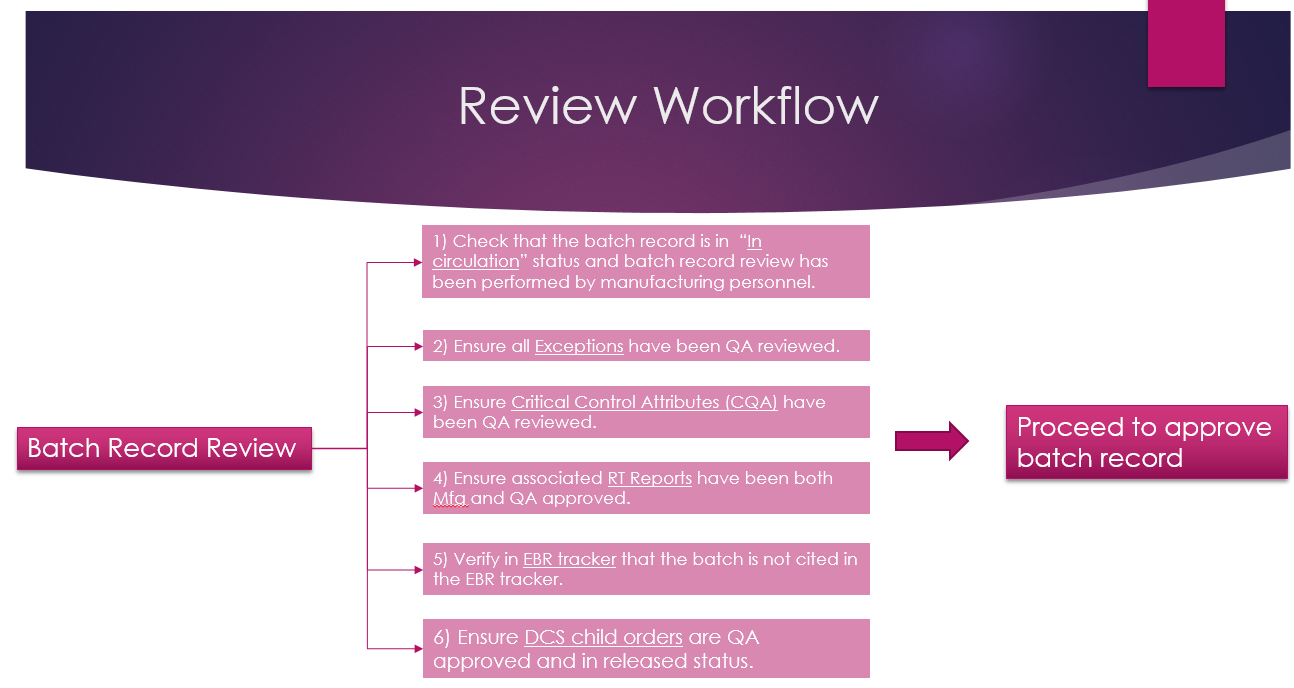 Review Workflow
1) Check that the batch record is in “In
circulation” status and batch record review has
been performed by manufacturing personnel.
2) Ensure all Exceptions have been QA reviewed.
3) Ensure Critical Control Attributes (CQA) have
been QA reviewed.
Batch Record Review
Proceed to approve
batch record
4) Ensure associated RT Reports have been both
Mfg and QA approved.
5) Verify in EBR tracker that the batch is not cited in
the EBR tracker.
6) Ensure DCS child orders are QA
approved and in released status.